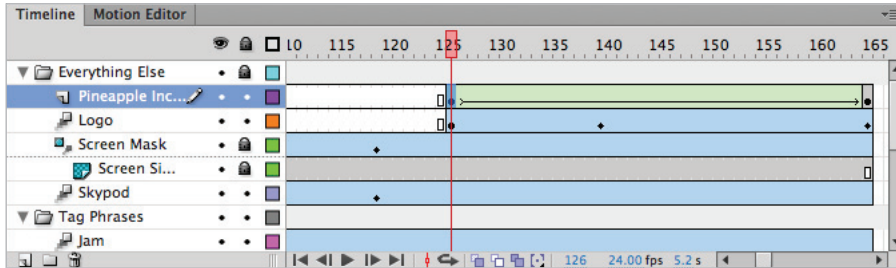 Timeline Motion Editor
10 115 120 125 130 135 140 145 150 155 160 165
Everything Else
Pineapple Inc...
Logo
Screen Mask
Screen Si...
Skypod
Tag Phrases
Jam
126 24.00 fps 5.2 s